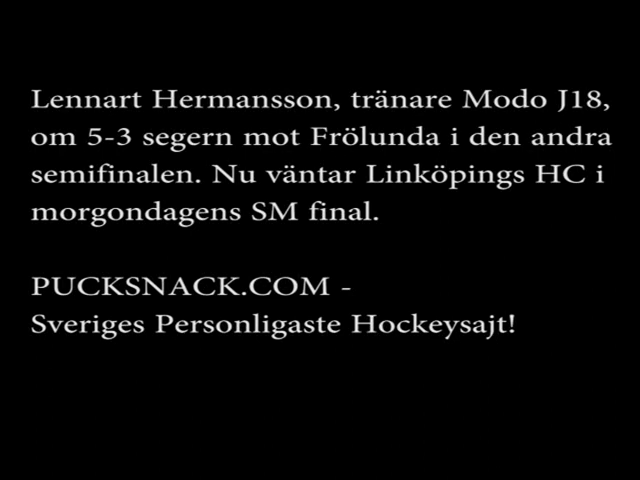 Lennart Hermansson, tränare Modo J18,
om 5-3 segern mot Frölunda i den andra
semifinalen. Nu väntar Linköpings HC i
morgondagens SM final.
PUCKSNACK.COM -
Sveriges Personligaste Hockeysajt!